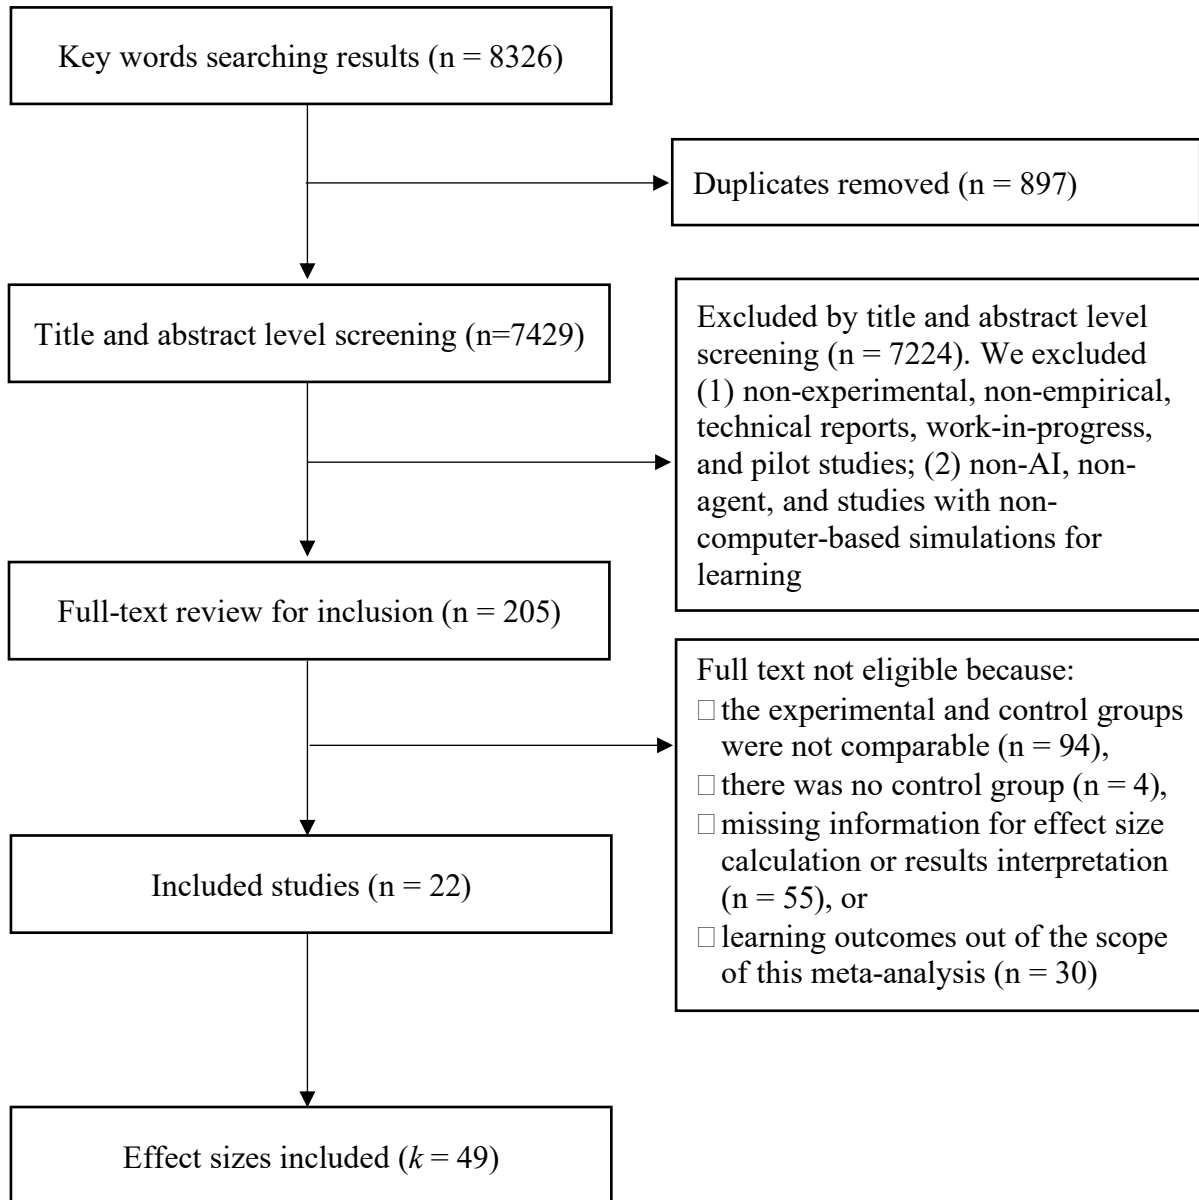 Key words searching results (n = 8326)
Duplicates removed (n = 897)
Title and abstract level screening (n=7429)
Excluded by title and abstract level
screening (n = 7224). We excluded
(1) non-experimental, non-empirical,
technical reports, work-in-progress,
and pilot studies; (2) non-AI, non-
agent, and studies with non-
computer-based simulations for
learning
Full-text review for inclusion (n = 205)
Full text not eligible because:
□ the experimental and control groups
were not comparable (n = 94),
□ there was no control group (n = 4),
□ missing information for effect size
calculation or results interpretation
(n = 55), or
□ learning outcomes out of the scope
of this meta-analysis (n = 30)
Included studies (n = 22)
Effect sizes included (k = 49)